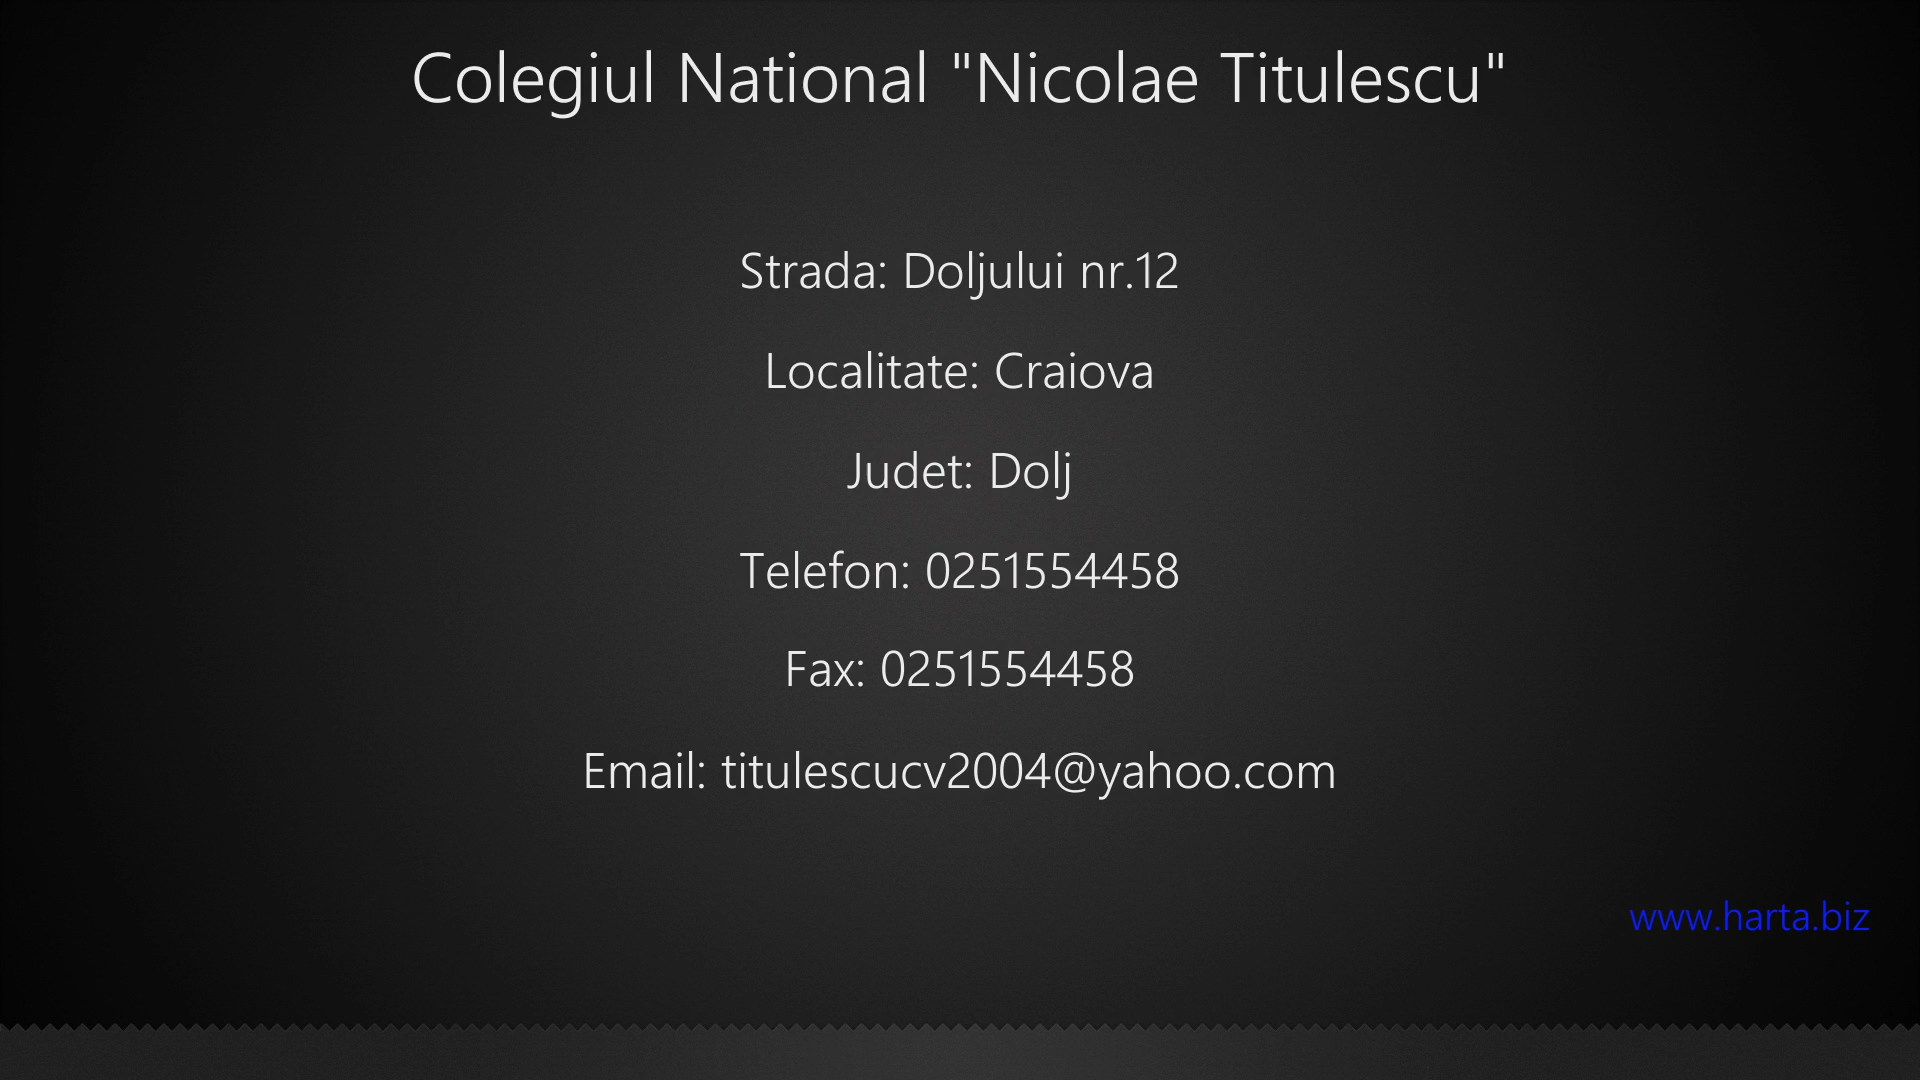 Colegiul National "Nicolae Titulescu"
Strada: Doljului nr.12
Localitate: Craiova
Judet: Dolj
Telefon: 0251554458
Fax: 0251554458
Email: titulescucv2004@yahoo.com
www.harta.biz